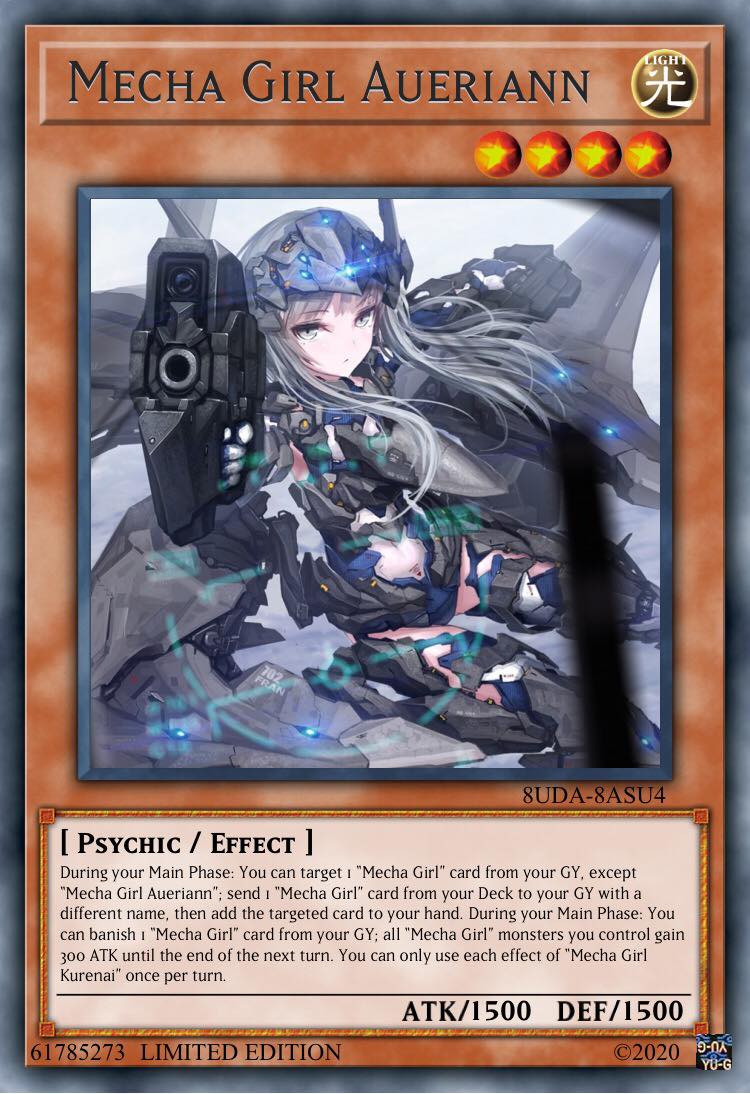 MECHA GIRL AUERIANN
LIGHT
光
702
FRAN
8UDA-8ASU4
[ PSYCHIC / EFFECT ]
During your Main Phase: You can target 1 "Mecha Girl" card from your GY, except
"Mecha Girl Aueriann"; send 1 "Mecha Girl" card from your Deck to your GY with a
different name, then add the targeted card to your hand. During your Main Phase: You
can banish 1 "Mecha Girl" card from your GY; all "Mecha Girl" monsters you control gain
300 ATK until the end of the next turn. You can only use each effect of "Mecha Girl
Kurenai" once per turn.
ATK/1500 DEF/1500
61785273 LIMITED EDITION
©2020
YU-G
YU-G